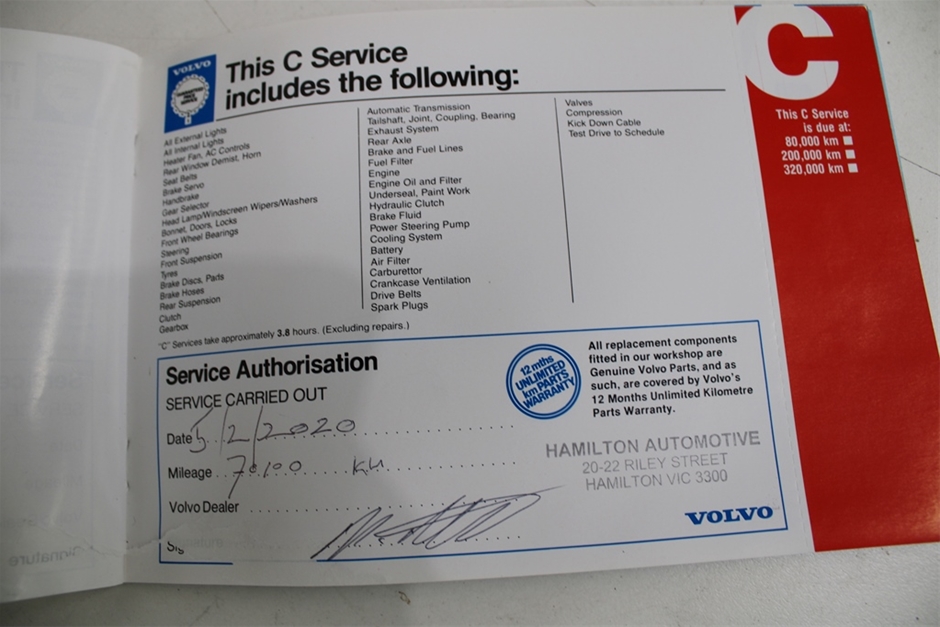 VOLVO
GUARANTEED
PRICE
SERVICE
This C Service
includes the following:
All External Lights
All Internal Lights
Heater Fan, AC Controls
Rear Window Demist, Horn
Seat Belts
Brake Servo
Handbrake
Gear Selector
Head Lamp/Windscreen Wipers/Washers
Bonnet, Doors, Locks
Front Wheel Bearings
Steering
Front Suspension
Tyres
Brake Discs, Pads
Brake Hoses
Rear Suspension
Clutch
Gearbox
Automatic Transmission
Tailshaft, Joint, Coupling, Bearing
Exhaust System
Rear Axle
Brake and Fuel Lines
Fuel Filter
Engine
Engine Oil and Filter
Underseal, Paint Work
Hydraulic Clutch
Brake Fluid
Power Steering Pump
Cooling System
Battery
Air Filter
Carburettor
Crankcase Ventilation
Drive Belts
Spark Plugs
Valves
Compression
Kick Down Cable
Test Drive to Schedule
"C" Services take approximately 3.8 hours. (Excluding repairs.)
C
This C Service
is due at:
80,000 km
200,000 km
320,000 km
Service Authorisation
SERVICE CARRIED OUT
Date 5/2/2020
Mileage
Volvo Dealer
12 mths
UNLIMITED
km PARTS
WARRANTY
All replacement components
fitted in our workshop are
Genuine Volvo Parts, and as
such, are covered by Volvo's
12 Months Unlimited Kilometre
Parts Warranty.
HAMILTON AUTOMOTIVE
20-22 RILEY STREET
HAMILTON VIC 3300
VOLVO
Signature